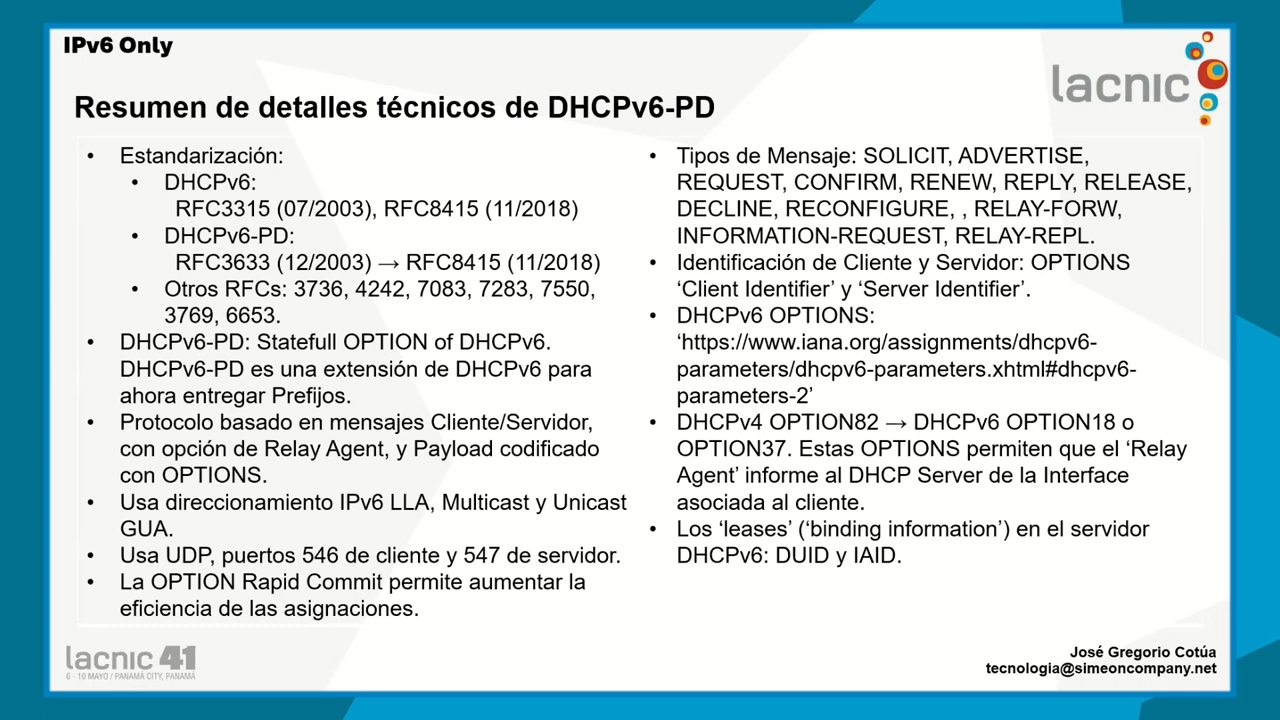 IPv6 Only
lacnic
Resumen de detalles técnicos de DHCPv6-PD
• Estandarización:
• DHCPv6:
RFC3315 (07/2003), RFC8415 (11/2018)
• DHCPv6-PD:
RFC3633 (12/2003) → RFC8415 (11/2018)
• Otros RFCs: 3736, 4242, 7083, 7283, 7550,
3769, 6653.
• DHCPv6-PD: Statefull OPTION of DHCPv6.
DHCPv6-PD es una extensión de DHCPv6 para
ahora entregar Prefijos.
• Protocolo basado en mensajes Cliente/Servidor,
con opción de Relay Agent, y Payload codificado
con OPTIONS.
• Usa direccionamiento IPv6 LLA, Multicast y Unicast
GUA.
• Usa UDP, puertos 546 de cliente y 547 de servidor.
• La OPTION Rapid Commit permite aumentar la
eficiencia de las asignaciones.
• Tipos de Mensaje: SOLICIT, ADVERTISE,
REQUEST, CONFIRM, RENEW, REPLY, RELEASE,
DECLINE, RECONFIGURE, , RELAY-FORW,
INFORMATION-REQUEST, RELAY-REPL.
• Identificación de Cliente y Servidor: OPTIONS
‘Client Identifier’ y ‘Server Identifier’.
• DHCPv6 OPTIONS:
‘https://www.iana.org/assignments/dhcpv6-
parameters/dhcpv6-parameters.xhtml#dhcpv6-
parameters-2’
• DHCPv4 OPTION82 → DHCPv6 OPTION18 o
OPTION37. Estas OPTIONS permiten que el ‘Relay
Agent’ informe al DHCP Server de la Interface
asociada al cliente.
• Los ‘leases’ (‘binding information’) en el servidor
DHCPv6: DUID y IAID.
lacnic 41
6 - 10 MAYO / PANAMÁ CITY, PANAMÁ
José Gregorio Cotúa
tecnologia@simeoncompany.net